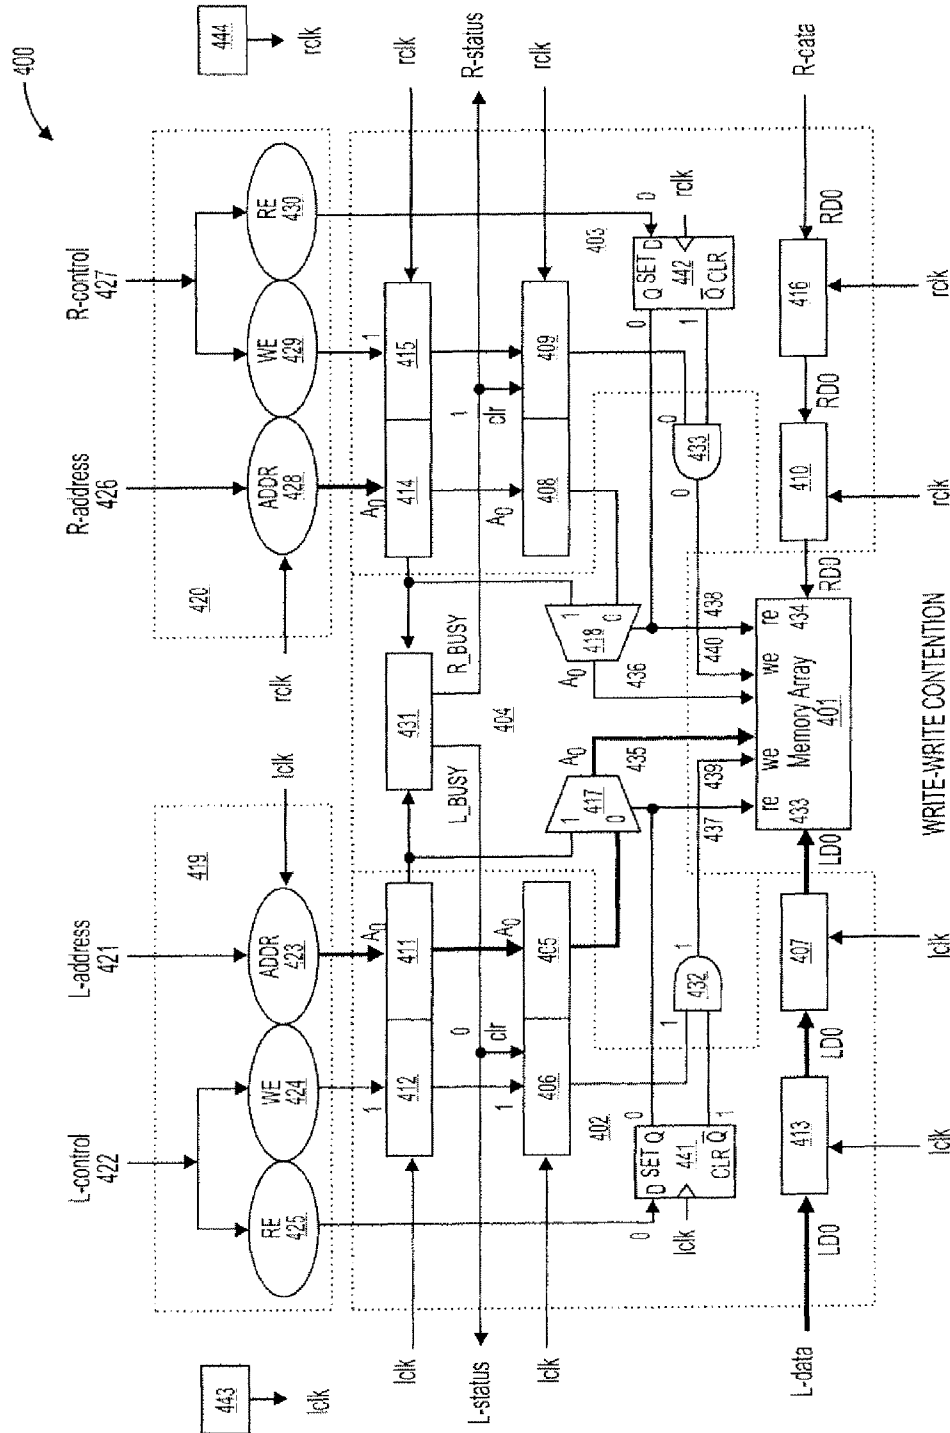 400
443
lclk
444
rclk
L-control
422
L-address
421
R-address
426
R-control
427
lclk
rclk
419
420
RE
425
WE
424
ADDR
423
ADDR
428
WE
429
RE
430
1
A0
A0
1
lclk
412
411
431
414
415
rclk
L_BUSY
R_BUSY
L-status
0
clr
1
clr
R-status
1
A0
A0
lclk
406
405
404
408
409
rclk
402
403
1
0
417
1
0
418
A0
435
A0
436
0
D
SET
Q
0
441
lclk
CLR
Q
1
1
432
1
0
433
0
0
Q
SET
D
0
442
rclk
1
Q
CLR
437
439
440
438
re
we
we
re
433
Memory Array
401
434
L-data
LD0
413
LD0
407
LD0
RD0
410
RD0
416
RD0
R-data
lclk
lclk
rclk
rclk
WRITE-WRITE CONTENTION